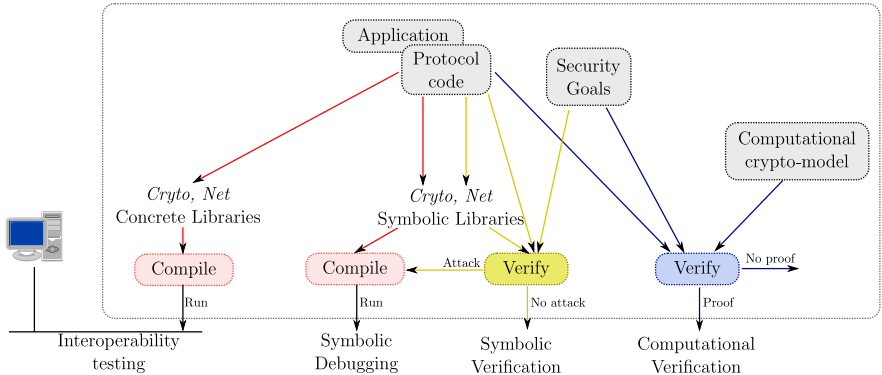 Application
Protocol
code
Security
Goals
Computational
crypto-model
Cryto, Net
Concrete Libraries
Cryto, Net
Symbolic Libraries
Compile
Compile
Attack
Verify
Verify
No proof
Run
Run
No attack
Proof
Interoperability
testing
Symbolic
Debugging
Symbolic
Verification
Computational
Verification